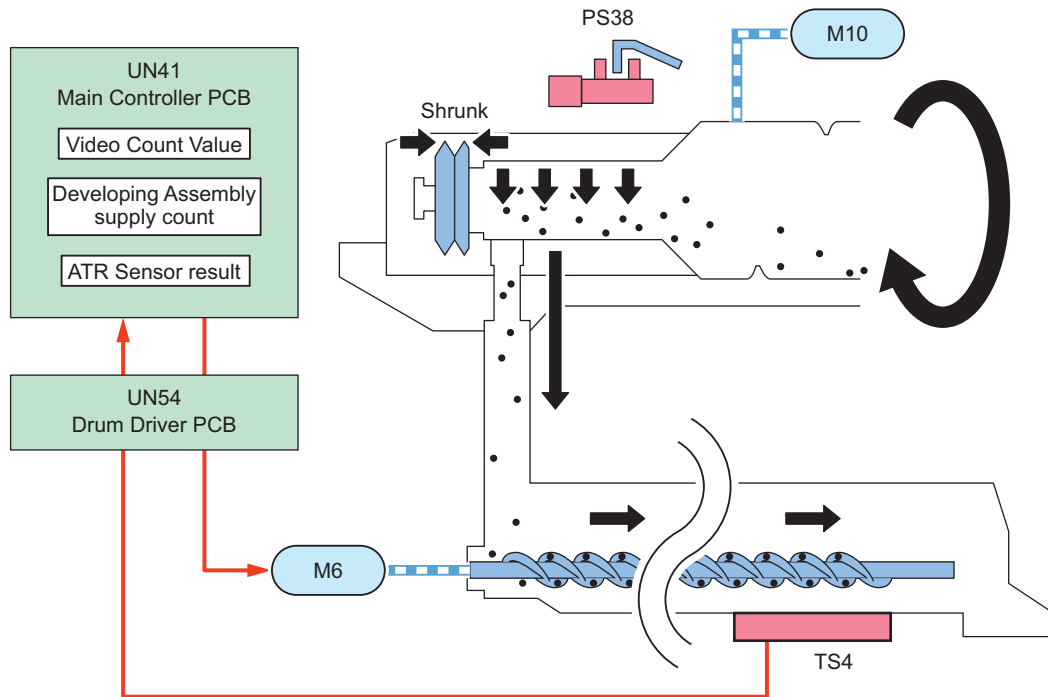 PS38
M10
UN41
Main Controller PCB
Video Count Value
Developing Assembly
supply count
ATR Sensor result
Shrunk
UN54
Drum Driver PCB
M6
TS4